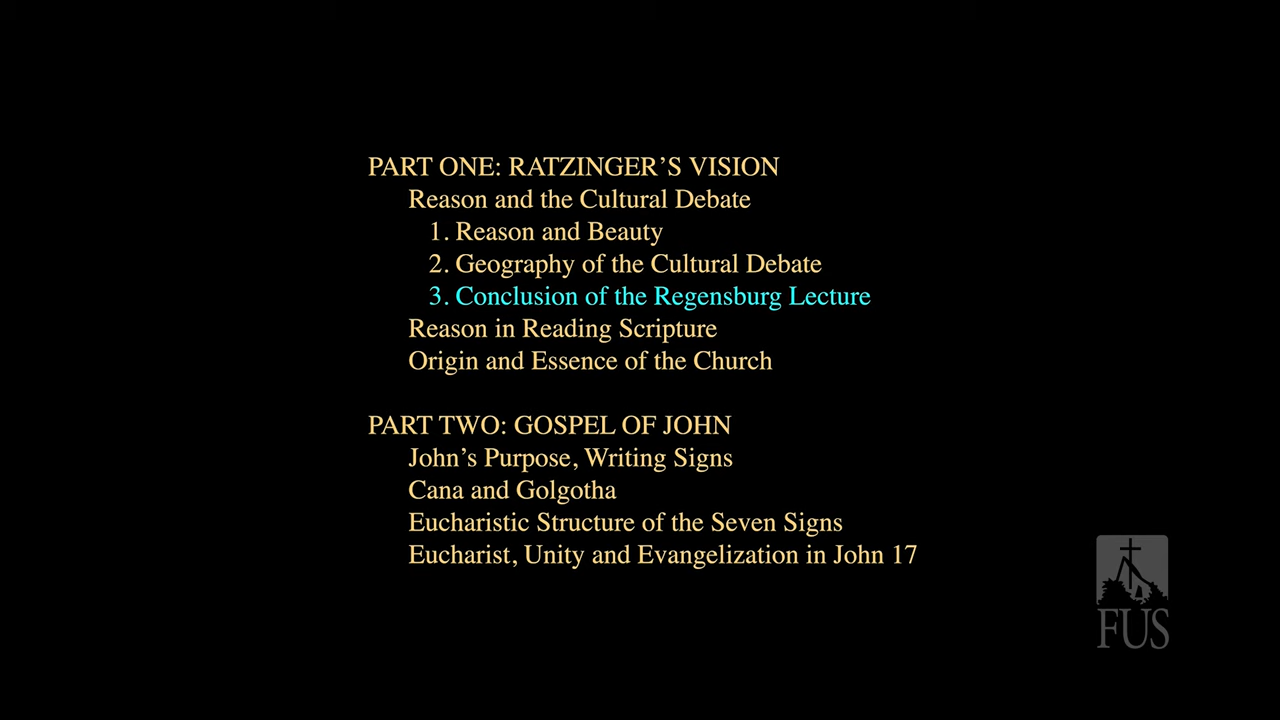 PART ONE: RATZINGER’S VISION
Reason and the Cultural Debate
1. Reason and Beauty
2. Geography of the Cultural Debate
3. Conclusion of the Regensburg Lecture
Reason in Reading Scripture
Origin and Essence of the Church
PART TWO: GOSPEL OF JOHN
John’s Purpose, Writing Signs
Cana and Golgotha
Eucharistic Structure of the Seven Signs
Eucharist, Unity and Evangelization in John 17
FUS